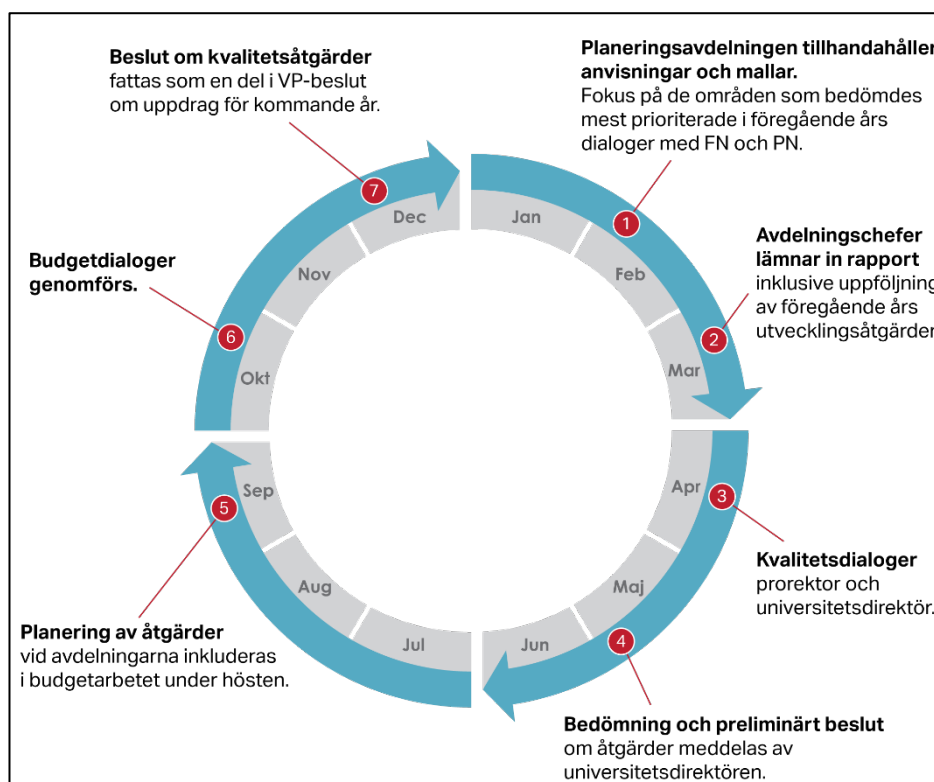 Beslut om kvalitetsåtgärder
fattas som en del i VP-beslut
om uppdrag för kommande år.
Planeringsavdelningen tillhandahåller
anvisningar och mallar.
Fokus på de områden som bedömdes
mest prioriterade i föregående års
dialoger med FN och PN.
7
Dec
Jan
1
Avdelningschefer
lämnar in rapport
inklusive uppföljning
av föregående års
utvecklingsåtgärder
Budgetdialoger
genomförs.
Nov
Feb
6
2
Okt
Mar
Sep
Apr
5
3
Kvalitetsdialoger
prorektor och
universitetsdirektör.
Aug
Maj
Planering av åtgärder
vid avdelningarna inkluderas
i budgetarbetet under hösten.
Jul
Jun
4
Bedömning och preliminärt beslut
om åtgärder meddelas av
universitetsdirektören.